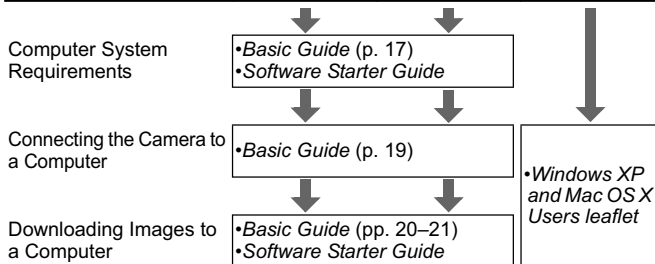 Computer System
Requirements
•Basic Guide (p. 17)
•Software Starter Guide
Connecting the Camera to
a Computer
•Basic Guide (p. 19)
•Windows XP
and Mac OS X
Users leaflet
Downloading Images to
a Computer
•Basic Guide (pp. 20–21)
•Software Starter Guide